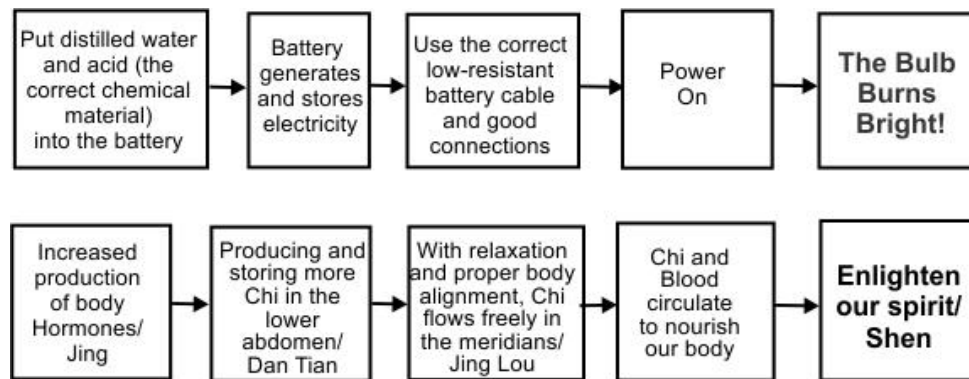 Put distilled water
and acid (the
correct chemical
material)
into the battery
Battery
generates
and stores
electricity
Use the correct
low-resistant
battery cable
and good
connections
Power
On
The Bulb
Burns
Bright!
Increased
production
of body
Hormones/
Jing
Producing and
storing more
Chi in the
lower
abdomen/
Dan Tian
With relaxation
and proper body
alignment, Chi
flows freely in
the meridians/
Jing Lou
Chi and
Blood
circulate
to nourish
our body
Enlighten
our spirit/
Shen